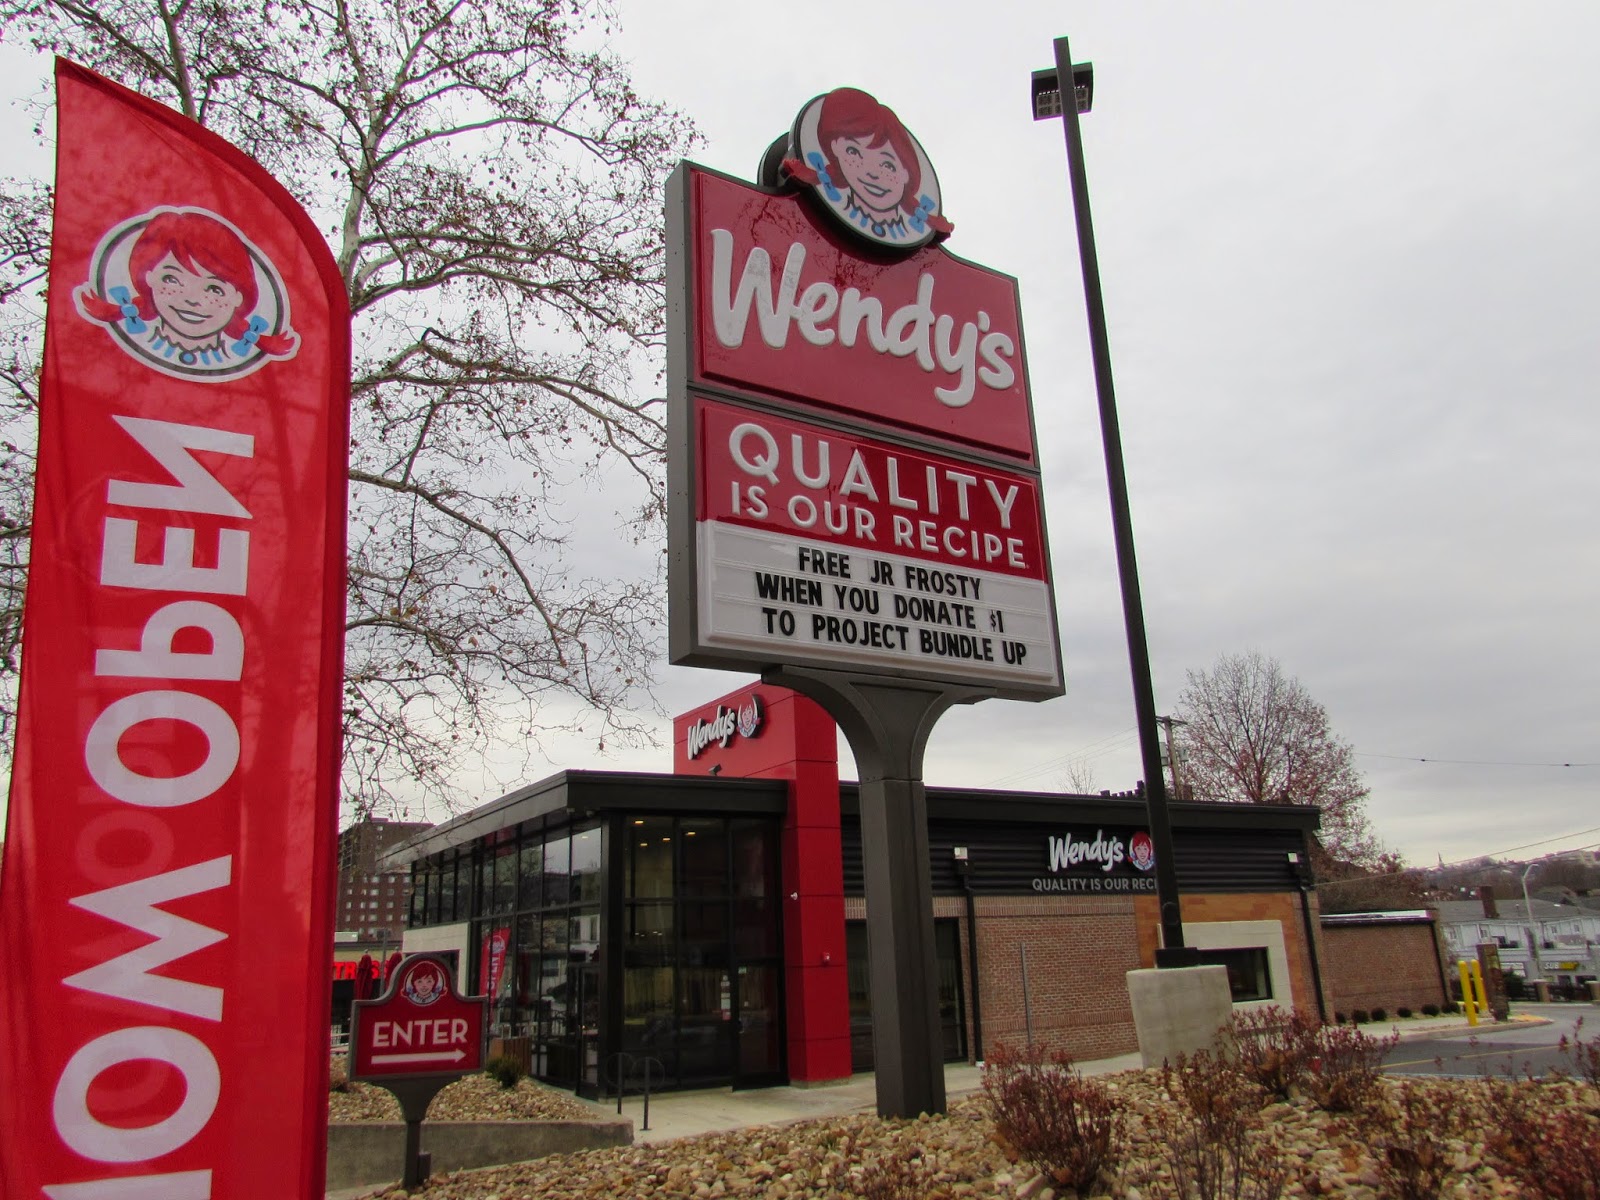 Wendy's
QUALITY
IS OUR RECIPE
FREE JR FROSTY
WHEN YOU DONATE $1
TO PROJECT BUNDLE UP
NOW OPEN
Wendy's
Wendy's
QUALITY IS OUR RECI
ENTER